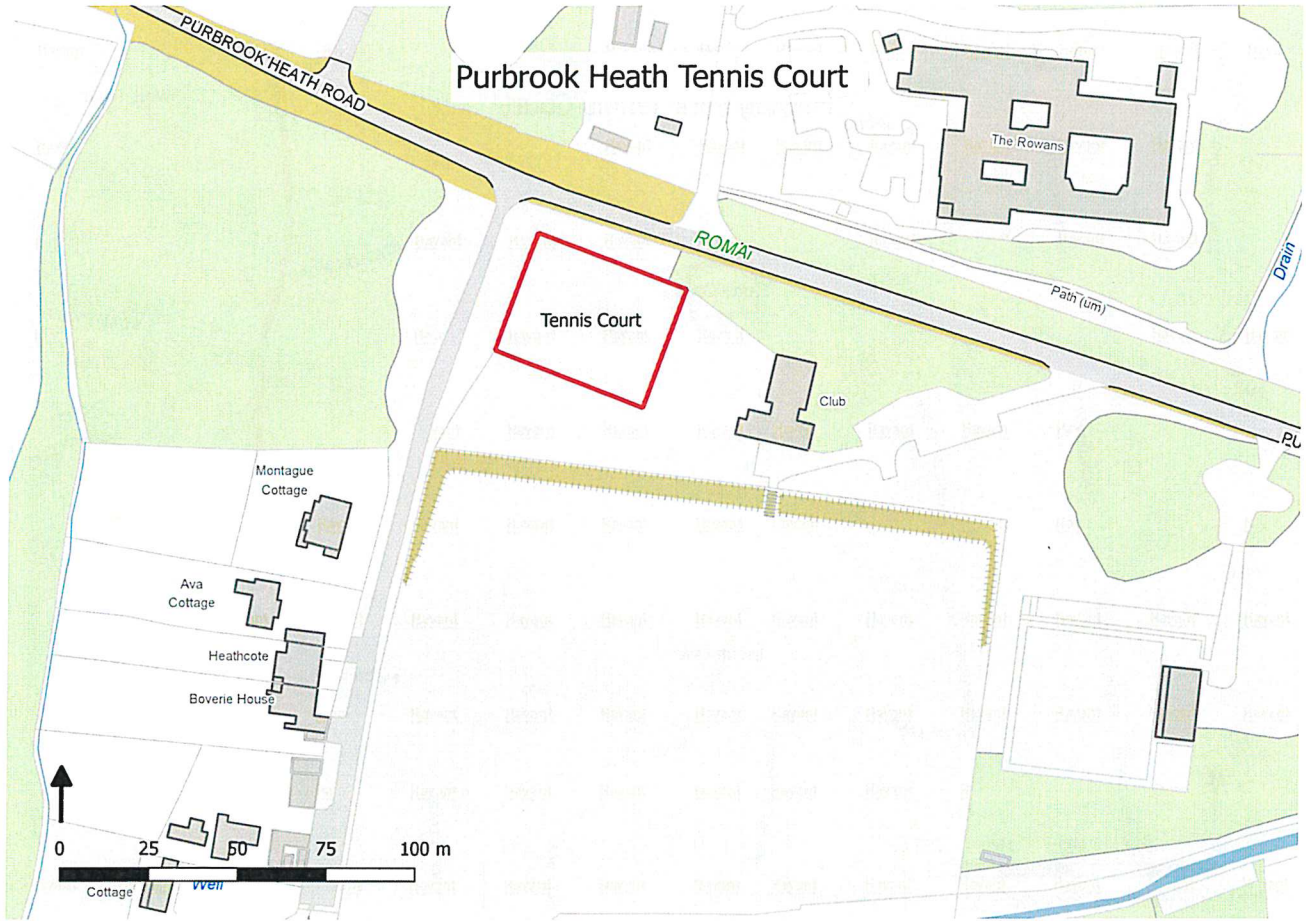 PURBROOK HEATH ROAD
Purbrook Heath Tennis Court
The Rowans
ROMA
Drain
Path (um)
Tennis Court
Club
PU
Montague
Cottage
Ava
Cottage
Heathcote
Boverie House
0 25 50 75 100 m
Cottage
Well